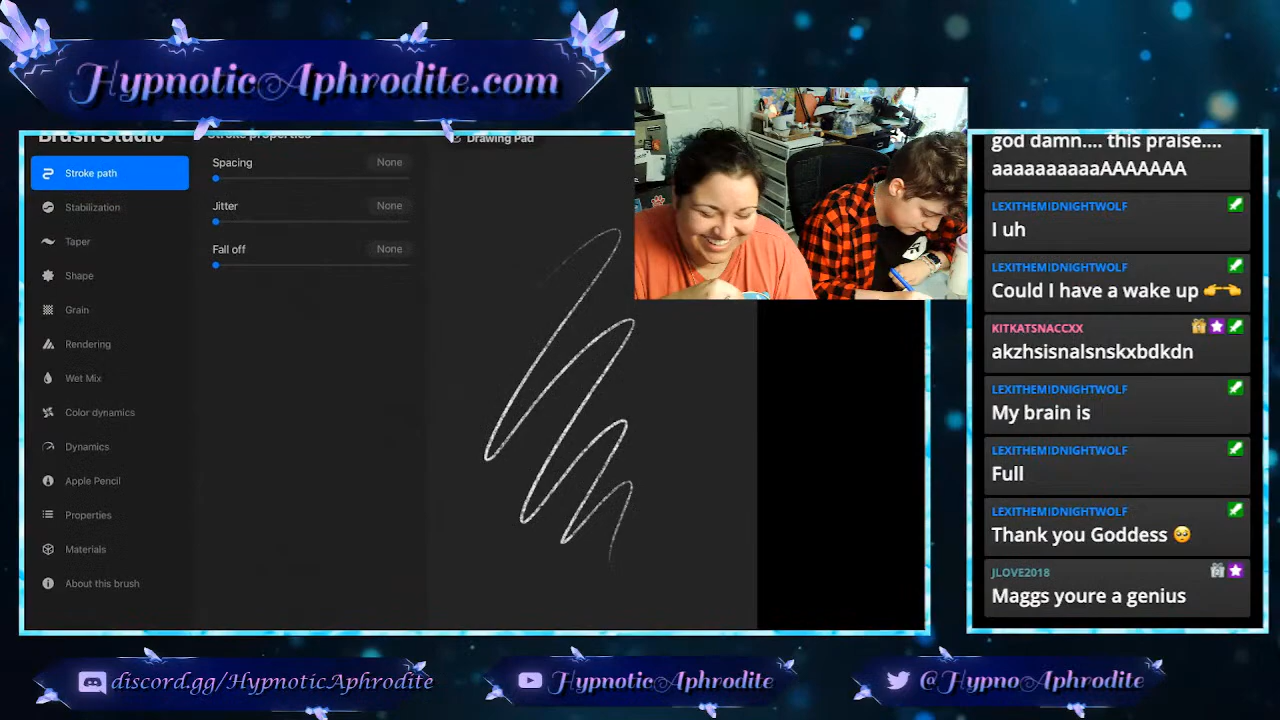 HypnoticAphrodite.com
Brush Studio
Stroke properties
Drawing Pad
Stroke path
Stabilization
Taper
Shape
Grain
Rendering
Wet Mix
Color dynamics
Dynamics
Apple Pencil
Properties
Materials
About this brush
Spacing None
Jitter None
Fall off None
god damn.... this praise....
aaaaaaaaaaAAAAAAA
LEXITHEMIDNIGHTWOLF
I uh
LEXITHEMIDNIGHTWOLF
Could I have a wake up 👉👈
KITKATSNACCXX
akzhsisnalsnskxbdkdn
LEXITHEMIDNIGHTWOLF
My brain is
LEXITHEMIDNIGHTWOLF
Full
LEXITHEMIDNIGHTWOLF
Thank you Goddess 🥺
JLOVE2018
Maggs youre a genius
discord.gg/HypnoticAphrodite
HypnoticAphrodite
@HypnoAphrodite